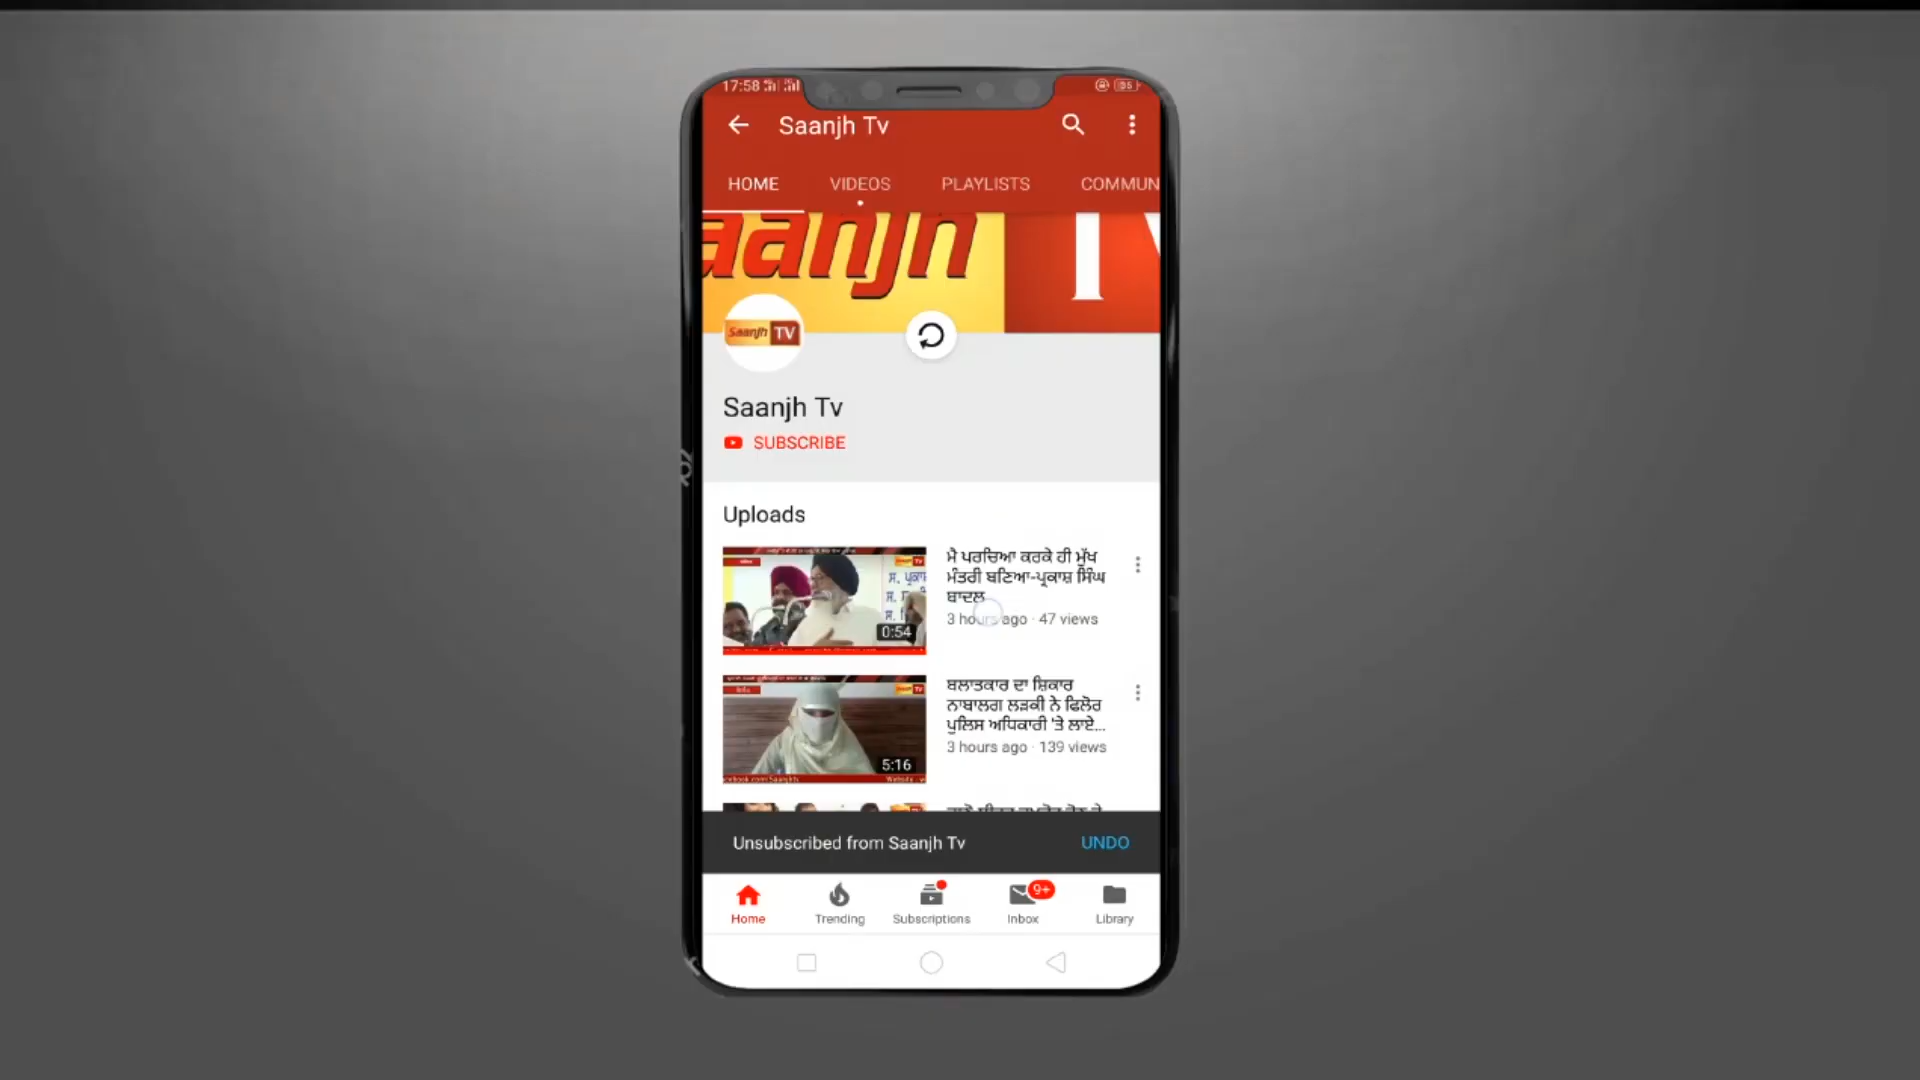 17:58
Saanjh Tv
HOME VIDEOS PLAYLISTS COMMUN
aanjh TV
Saanjh TV
Saanjh Tv
SUBSCRIBE
Uploads
ਮੈ ਪਰਚਿਆ ਕਰਕੇ ਹੀ ਮੁੱਖ
ਮੰਤਰੀ ਬਣਿਆ-ਪ੍ਰਕਾਸ਼ ਸਿੰਘ
ਬਾਦਲ
3 hours ago · 47 views
0:54
ਬਲਾਤਕਾਰ ਦਾ ਸ਼ਿਕਾਰ
ਨਾਬਾਲਗ ਲੜਕੀ ਨੇ ਫਿਲੋਰ
ਪੁਲਿਸ ਅਧਿਕਾਰੀ 'ਤੇ ਲਾਏ...
3 hours ago · 139 views
5:16
Unsubscribed from Saanjh Tv UNDO
9+
Home Trending Subscriptions Inbox Library